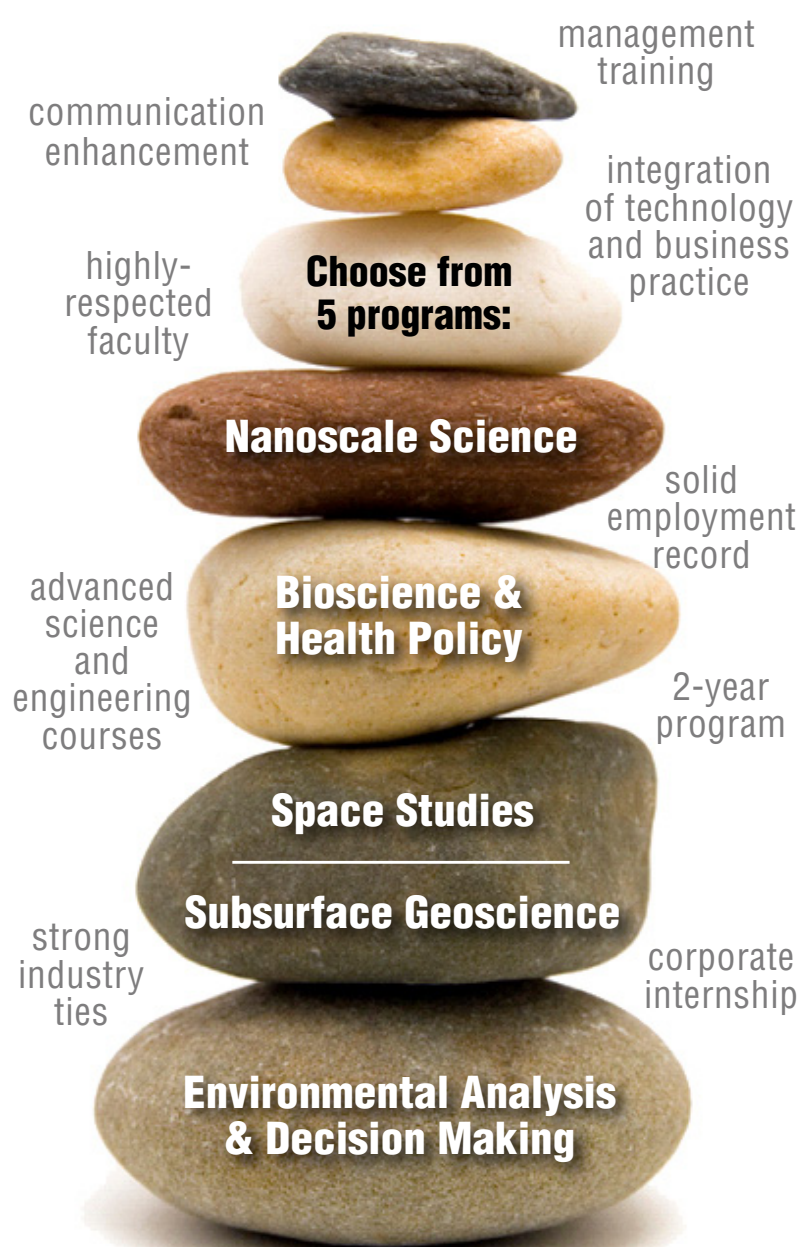 management
training
communication
enhancement
integration
of technology
and business
practice
highly-
respected
faculty
Choose from
5 programs:
Nanoscale Science
solid
employment
record
advanced
science
and
engineering
courses
Bioscience &
Health Policy
2-year
program
Space Studies
Subsurface Geoscience
strong
industry
ties
corporate
internship
Environmental Analysis
& Decision Making